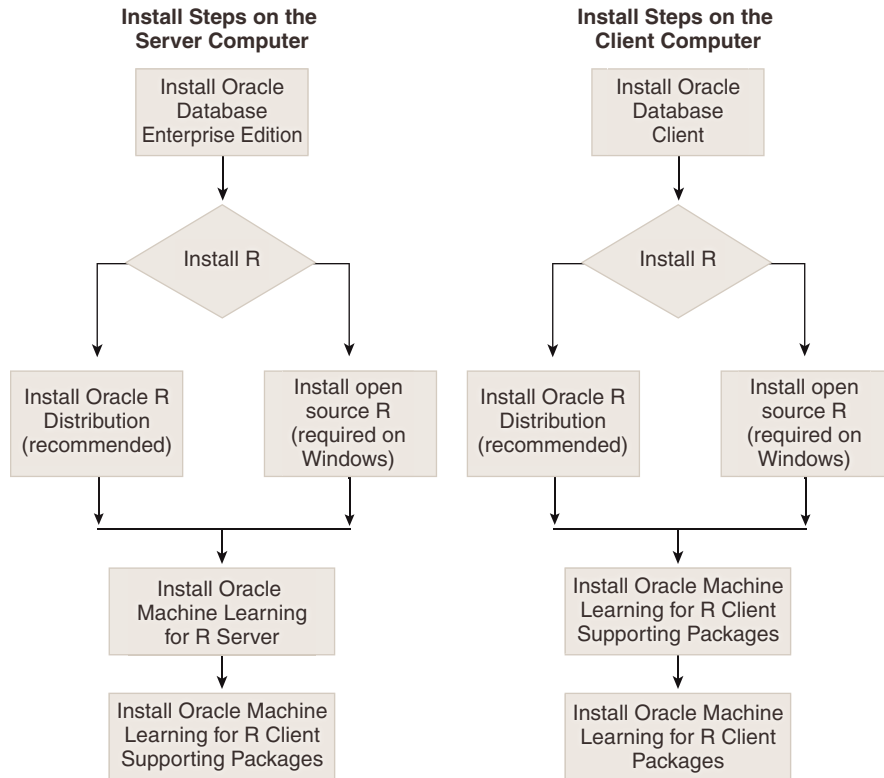 Install Steps on the
Server Computer
Install Oracle
Database
Enterprise Edition
Install R
Install Oracle R
Distribution
(recommended)
Install open
source R
(required on
Windows)
Install Oracle
Machine Learning
for R Server
Install Oracle Machine
Learning for R Client
Supporting Packages
Install Steps on the
Client Computer
Install Oracle
Database
Client
Install R
Install Oracle R
Distribution
(recommended)
Install open
source R
(required on
Windows)
Install Oracle Machine
Learning for R Client
Supporting Packages
Install Oracle Machine
Learning for R Client
Packages